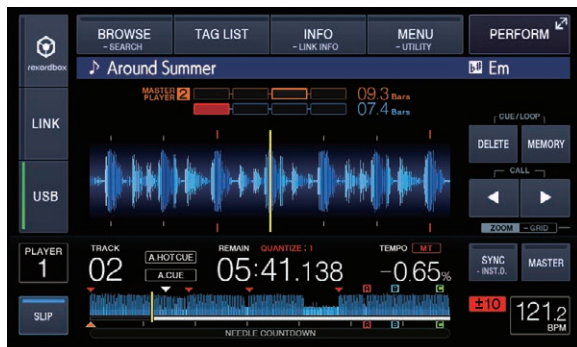 BROWSE
- SEARCH
TAG LIST
INFO
- LINK INFO
MENU
- UTILITY
PERFORM
rekordbox
♪ Around Summer
Em
MASTER
PLAYER 2
09.3 Bars
07.4 Bars
LINK
CUE/LOOP
DELETE
MEMORY
CALL
USB
ZOOM
- GRID
PLAYER
1
TRACK
02
A.HOT CUE
A.CUE
REMAIN
QUANTIZE : 1
05:41.138
TEMPO
MT
-0.65%
SYNC
- INST.D.
MASTER
A
B
C
SLIP
A
B
C
NEEDLE COUNTDOWN
±10
121.2
BPM